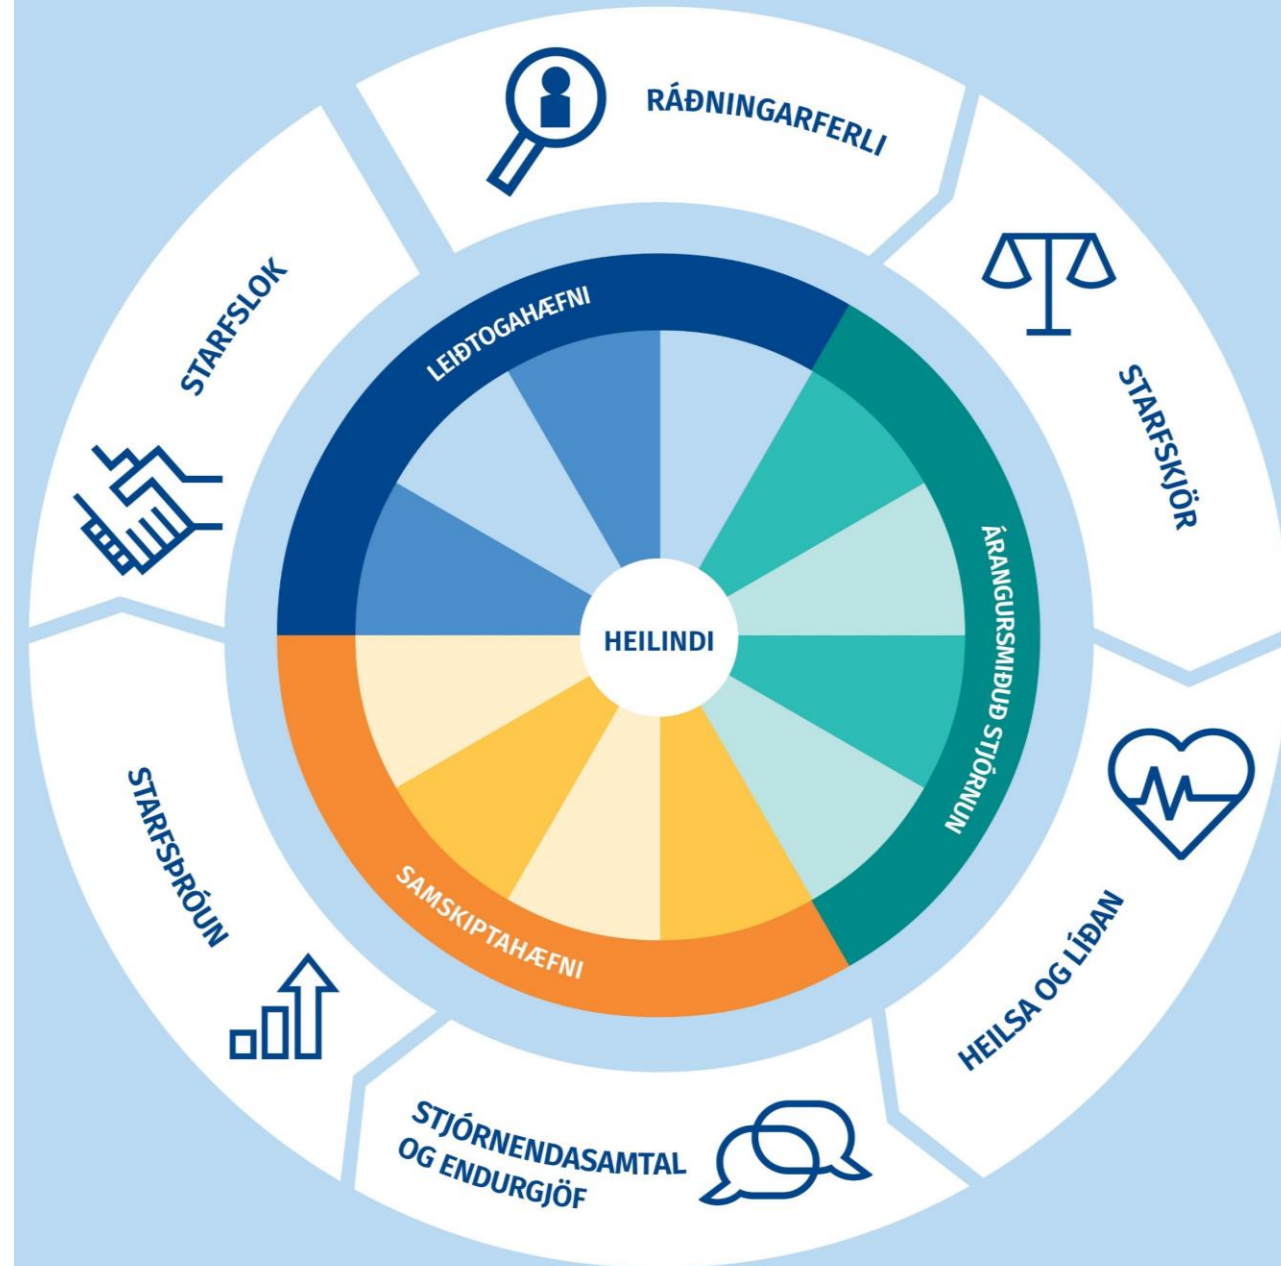 RÁÐNINGARFERLI
STARFSKJÖR
HEILSA OG LÍÐAN
STJÓRNENDASAMTAL
OG ENDURGJÖF
STARFSÞRÓUN
STARFSLOK
LEIÐTOGAHÆFNI
ÁRANGURSMIÐUÐ STJÓRNUN
SAMSKIPTAHÆFNI
HEILINDI